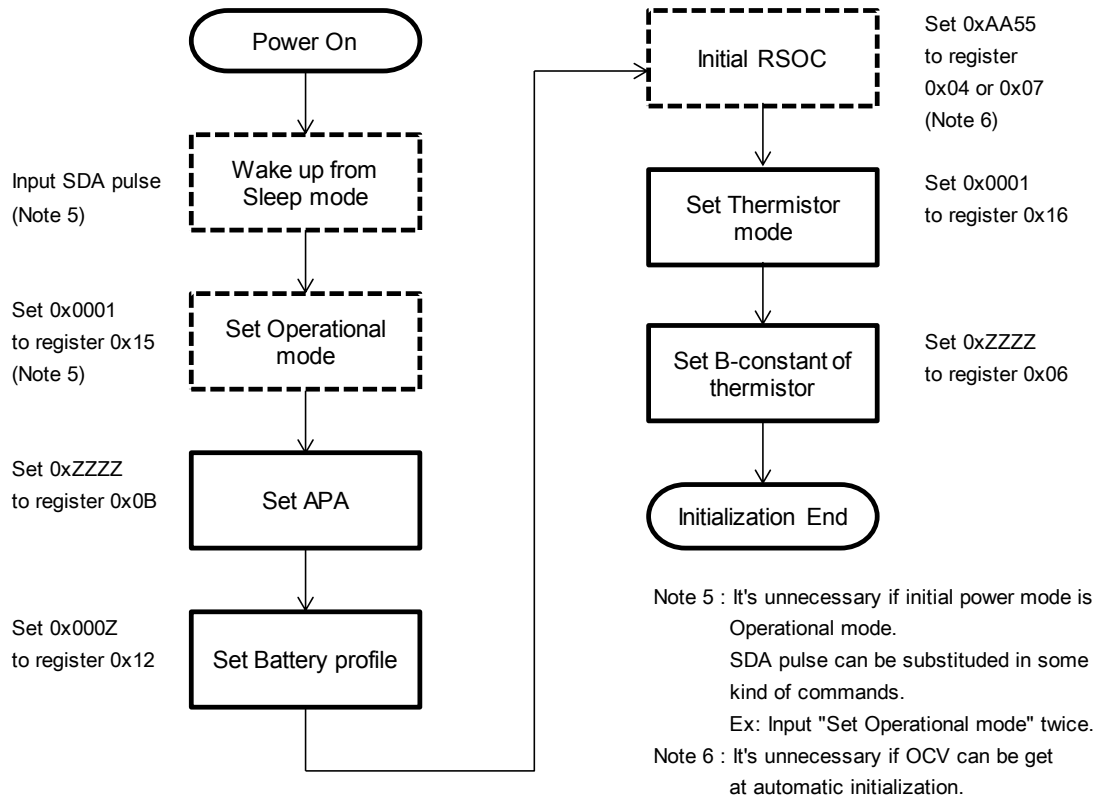 Power On
Input SDA pulse
(Note 5)
Wake up from
Sleep mode
Set 0x0001
to register 0x15
(Note 5)
Set Operational
mode
Set 0xZZZZ
to register 0x0B
Set APA
Set 0x000Z
to register 0x12
Set Battery profile
Initial RSOC
Set 0xAA55
to register
0x04 or 0x07
(Note 6)
Set Thermistor
mode
Set 0x0001
to register 0x16
Set B-constant of
thermistor
Set 0xZZZZ
to register 0x06
Initialization End
Note 5 : It's unnecessary if initial power mode is
Operational mode.
SDA pulse can be substituded in some
kind of commands.
Ex: Input "Set Operational mode" twice.
Note 6 : It's unnecessary if OCV can be get
at automatic initialization.